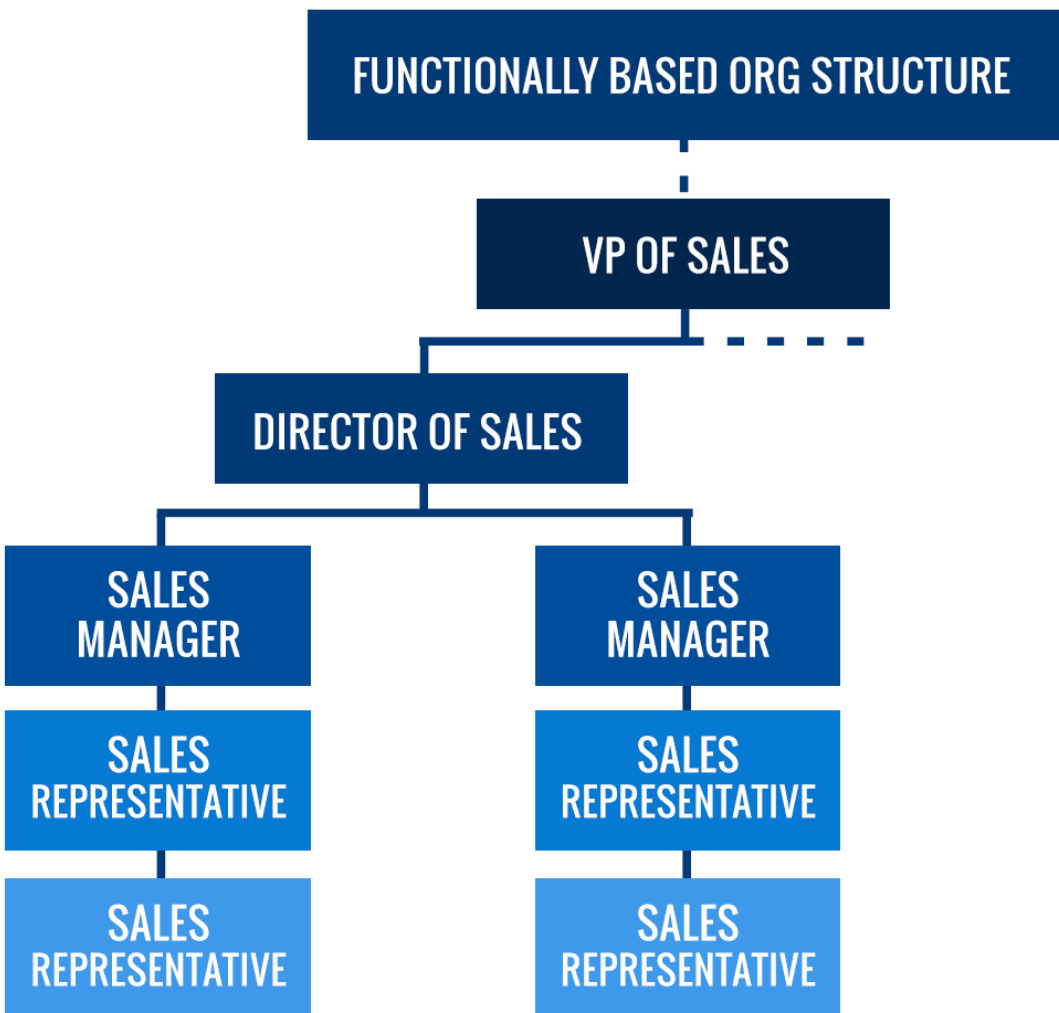 FUNCTIONALLY BASED ORG STRUCTURE
VP OF SALES
DIRECTOR OF SALES
SALES
MANAGER
SALES
MANAGER
SALES
REPRESENTATIVE
SALES
REPRESENTATIVE
SALES
REPRESENTATIVE
SALES
REPRESENTATIVE